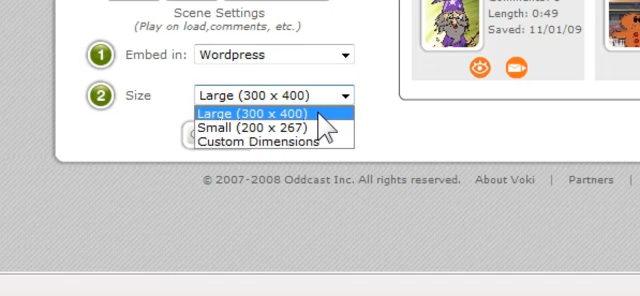 Scene Settings
(Play on load,comments, etc.)
Length: 0:49
Saved: 11/01/09
1 Embed in: Wordpress
2 Size Large (300 x 400)
Large (300 x 400)
Small (200 x 267)
Custom Dimensions
© 2007-2008 Oddcast Inc. All rights reserved. About Voki | Partners |